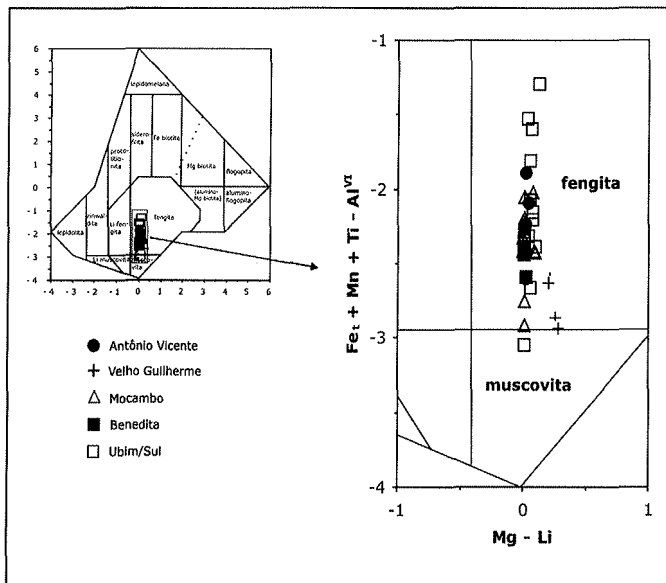 6
5
4
3
2
1
0
-1
-2
-3
-4
-4 -3 -2 -1 0 1 2 3 4 5 6
lepidomelana
Fe biotita
Mg biotita
flogopita
lepidolita
fengita
Antônio Vicente
Velho Guilherme
Mocambo
Benedita
Ubim/Sul
-1
-2
-3
-4
-1 0 1
Fet + Mn + Ti - AlVI
Mg - Li
fengita
muscovita